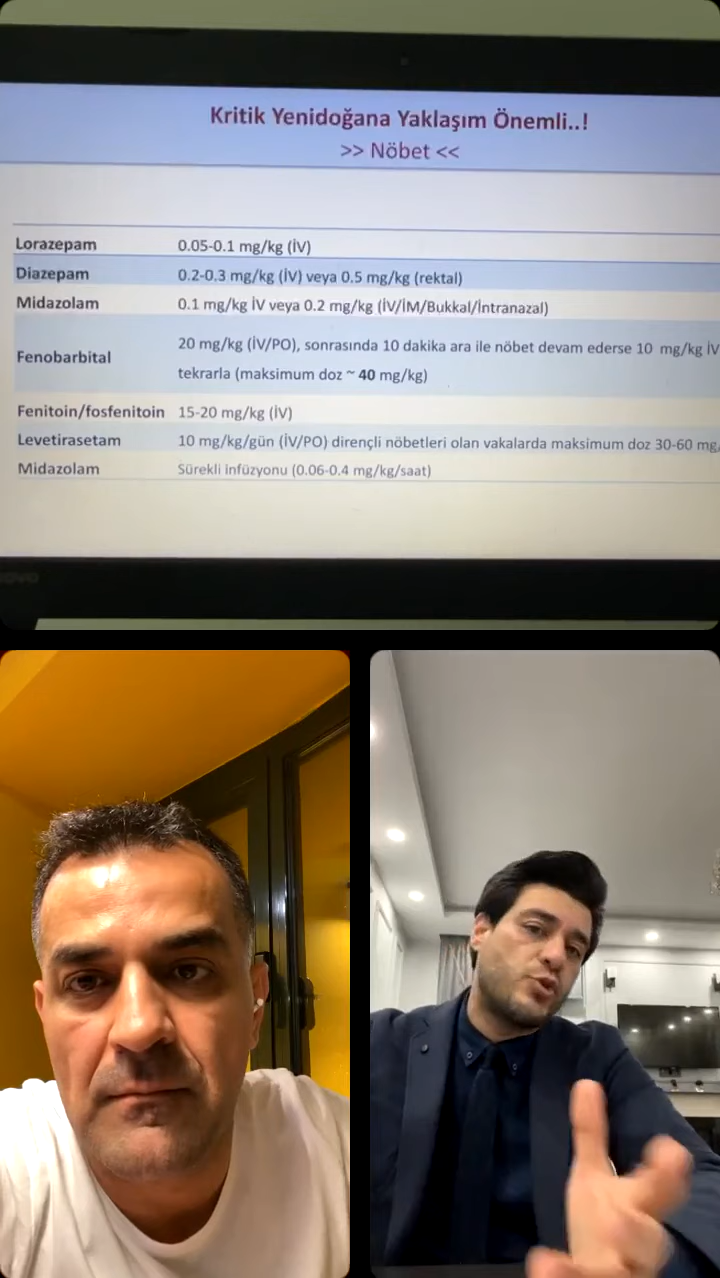 Kritik Yenidoğana Yaklaşım Önemli..!
>> Nöbet <<
Lorazepam 0.05-0.1 mg/kg (İV)
Diazepam 0.2-0.3 mg/kg (İV) veya 0.5 mg/kg (rektal)
Midazolam 0.1 mg/kg İV veya 0.2 mg/kg (İV/İM/Bukkal/İntranazal)
Fenobarbital 20 mg/kg (İV/PO), sonrasında 10 dakika ara ile nöbet devam ederse 10 mg/kg İV
tekrarla (maksimum doz ~ 40 mg/kg)
Fenitoin/fosfenitoin 15-20 mg/kg (İV)
Levetirasetam 10 mg/kg/gün (İV/PO) dirençli nöbetleri olan vakalarda maksimum doz 30-60 mg
Midazolam Sürekli infüzyonu (0.06-0.4 mg/kg/saat)